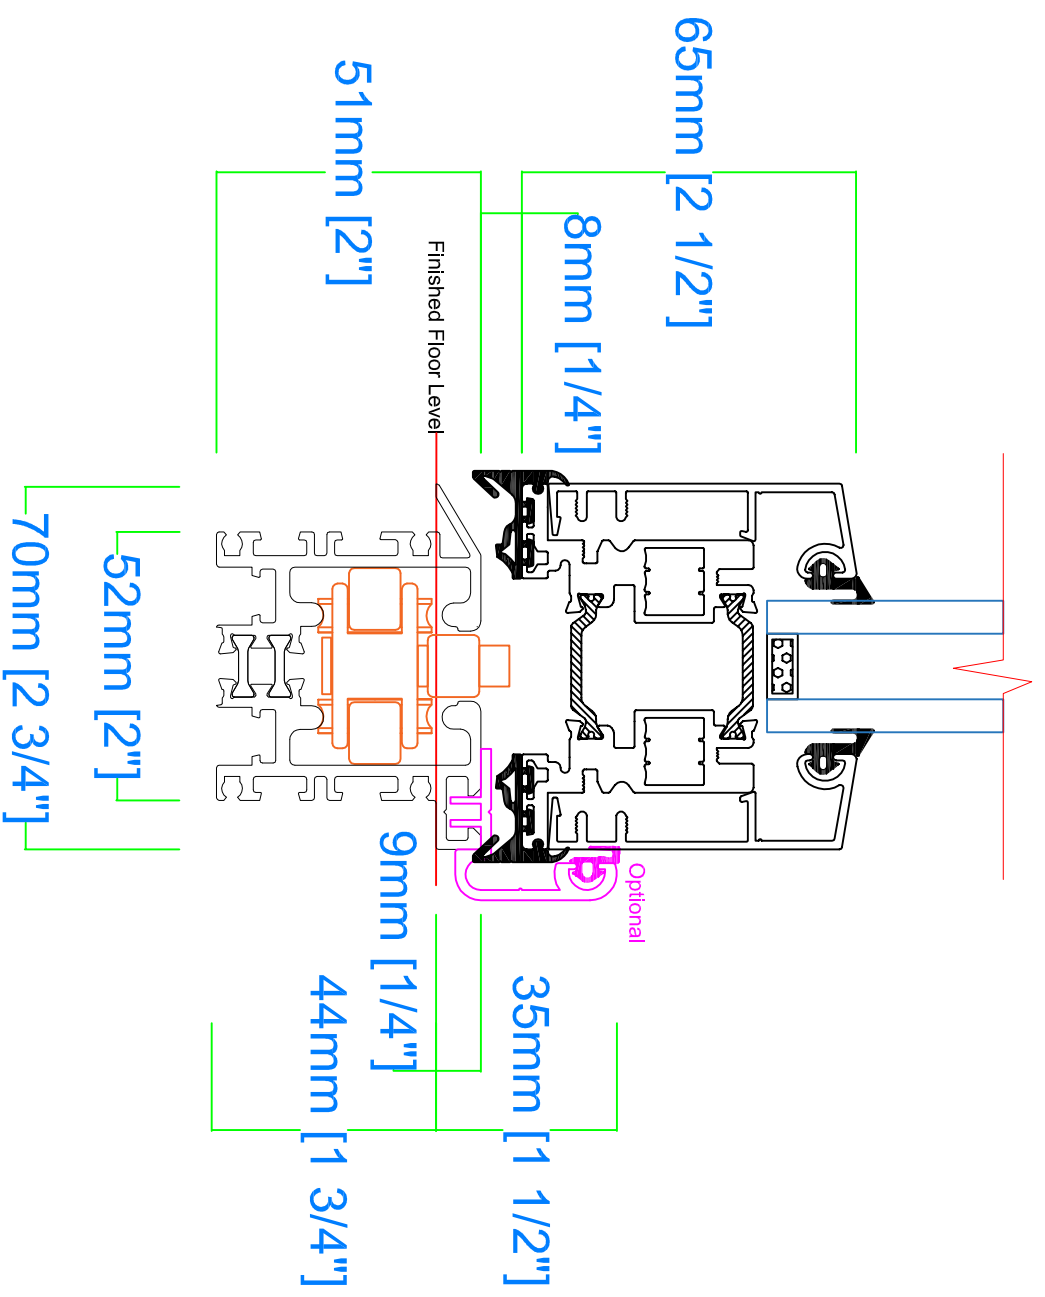 65mm [2 1/2"]
8mm [1/4"]
51mm [2"]
Finished Floor Level
Optional
70mm [2 3/4"]
52mm [2"]
9mm [1/4"]
35mm [1 1/2"]
44mm [1 3/4"]